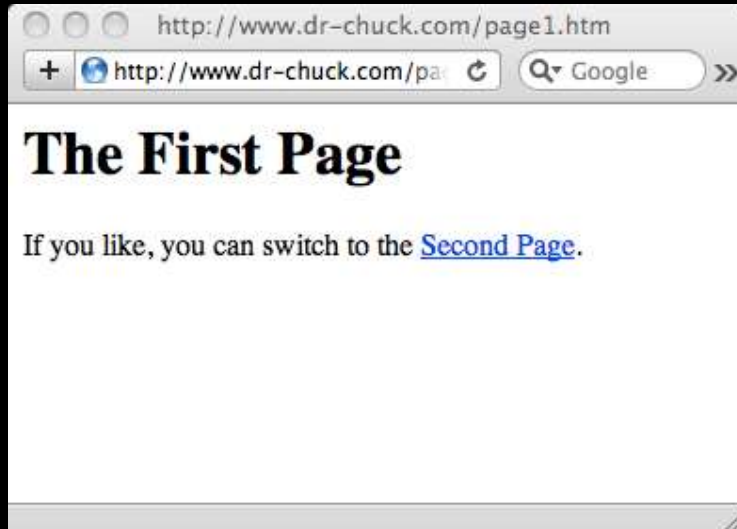 http://www.dr-chuck.com/page1.htm
+ http://www.dr-chuck.com/pa Google »
The First Page
If you like, you can switch to the Second Page.